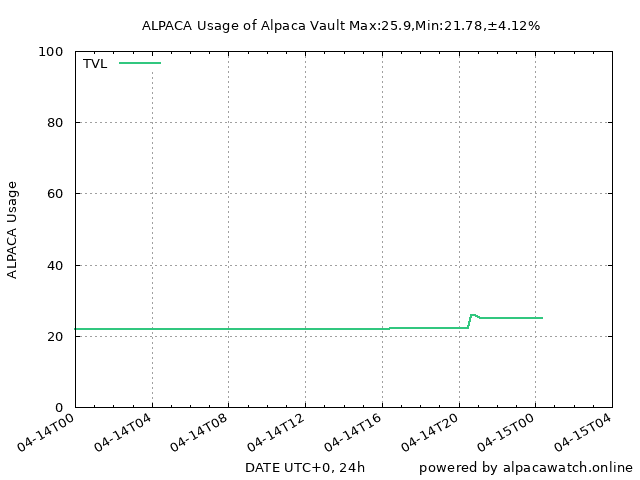 ALPACA Usage of Alpaca Vault Max:25.9,Min:21.78,±4.12%
TVL
100
80
60
40
20
0
ALPACA Usage
04-14T00
04-14T04
04-14T08
04-14T12
04-14T16
04-14T20
04-15T00
04-15T04
DATE UTC+0, 24h
powered by alpacawatch.online